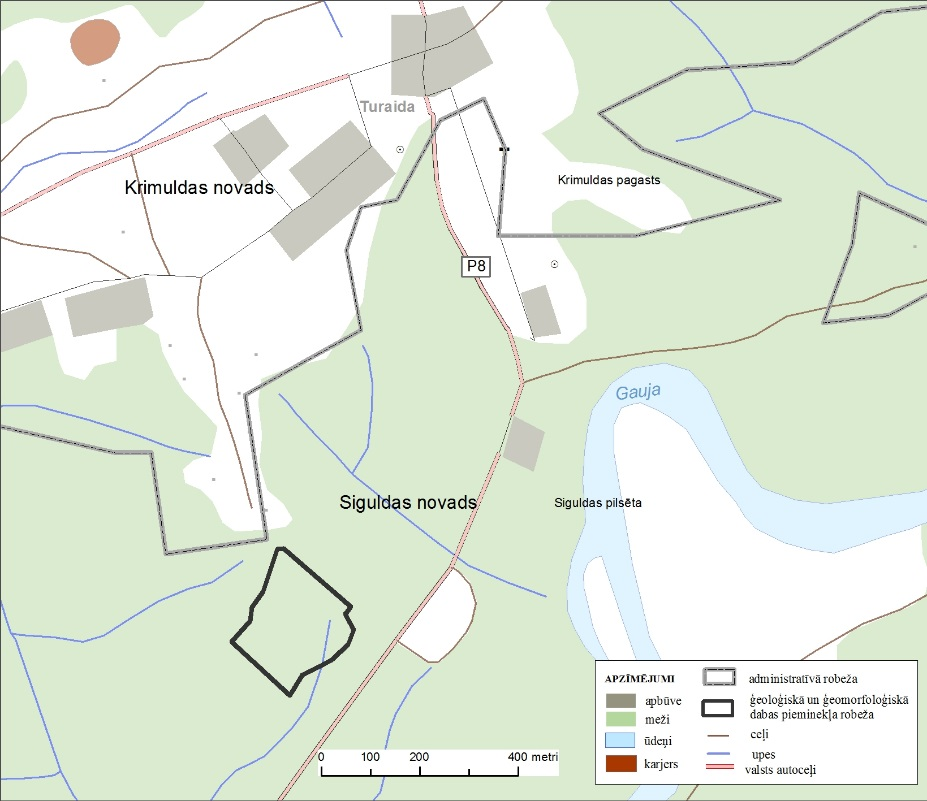 Turaida
Krimuldas novads
Krimuldas pagasts
P8
Gauja
Siguldas novads
Siguldas pilsēta
0 100 200 400 metri
APZĪMĒJUMI
apbūve
meži
ūdeņi
karjers
administratīvā robeža
ģeoloģiskā un ģeomorfoloģiskā
dabas pieminekļa robeža
ceļi
upes
valsts autoceļi